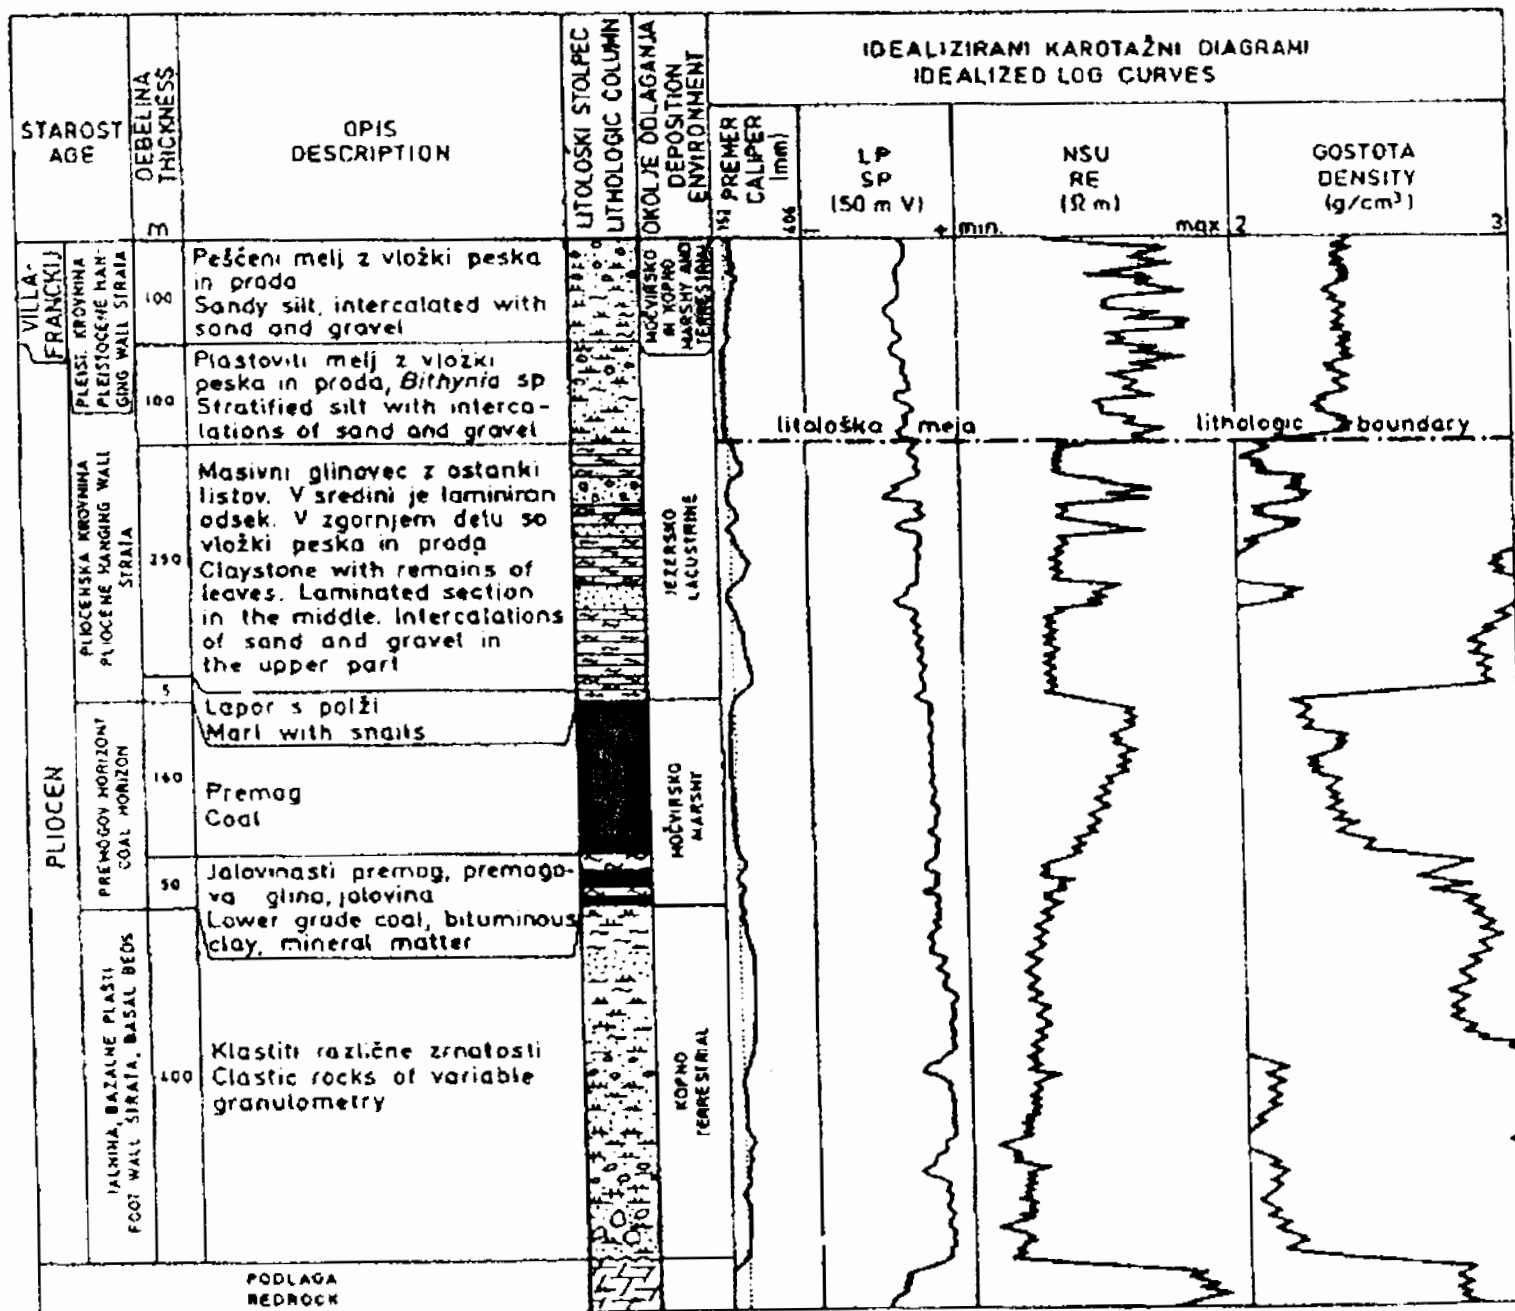 STAROST
AGE
DEBELINA
THICKNESS
m
OPIS
DESCRIPTION
LITOLOŠKI STOLPEC
LITHOLOGIC COLUMN
OKOLJE ODLAGANJA
DEPOSITION
ENVIRONMENT
IDEALIZIRANI KAROTAŽNI DIAGRAMI
IDEALIZED LOG CURVES
PREMER
CALIPER
(mm)
406
LP
SP
(50 m V)
-
+
NSU
RE
(Ωm)
min.
max
GOSTOTA
DENSITY
(g/cm³)
2
3
VILLA-
FRANCKIJ
PLEIST. KROVNINA
PLEISTOCENE HAN-
GING WALL STRATA
100
Peščeni melj z vložki peska
in proda
Sandy silt, intercalated with
sand and gravel
MOČVIRSKO
IN KOPNO
MARSHY AND
TERRESTRIAL
100
Plastoviti melj z vložki
peska in proda, Bithynia sp
Stratified silt with interca-
lations of sand and gravel
litološka meja
lithologic boundary
PLIOCEN
PLIOCENSKA KROVNINA
PLIOCENE HANGING WALL
STRATA
Masivni glinovec z ostanki
listov. V sredini je laminiran
odsek. V zgornjem delu so
vložki peska in proda
Claystone with remains of
leaves. Laminated section
in the middle. Intercalations
of sand and gravel in
the upper part
JEZERSKO
LACUSTRINE
5
Lapor s polži
Marl with snails
PREMOGOV HORIZONT
COAL HORIZON
160
Premog
Coal
MOČVIRSKO
MARSHY
50
Jalovinasti premog, premogo-
va glina, jalovina
Lower grade coal, bituminous
clay, mineral matter
TALNINA, BAZALNE PLASTI
FOOT WALL STRATA, BASAL BEDS
400
Klastiti različne zrnatosti
Clastic rocks of variable
granulometry
KOPNO
TERRESTRIAL
PODLAGA
BEDROCK